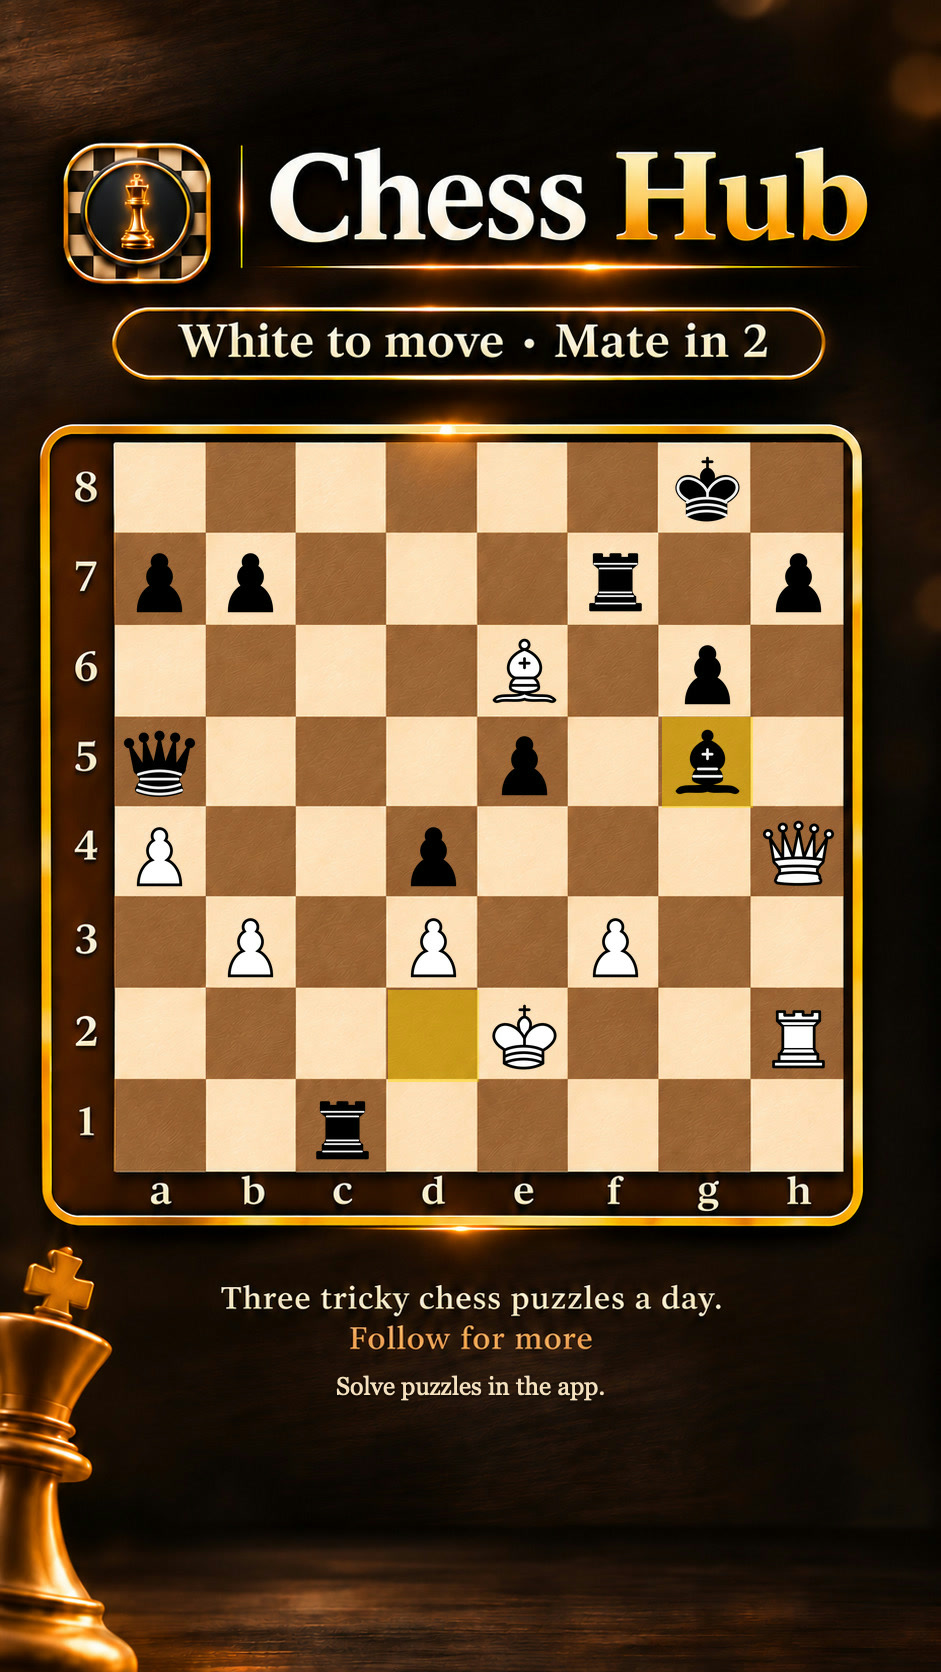 Chess Hub
White to move • Mate in 2
8
7
6
5
4
3
2
1
a b c d e f g h
Three tricky chess puzzles a day.
Follow for more
Solve puzzles in the app.